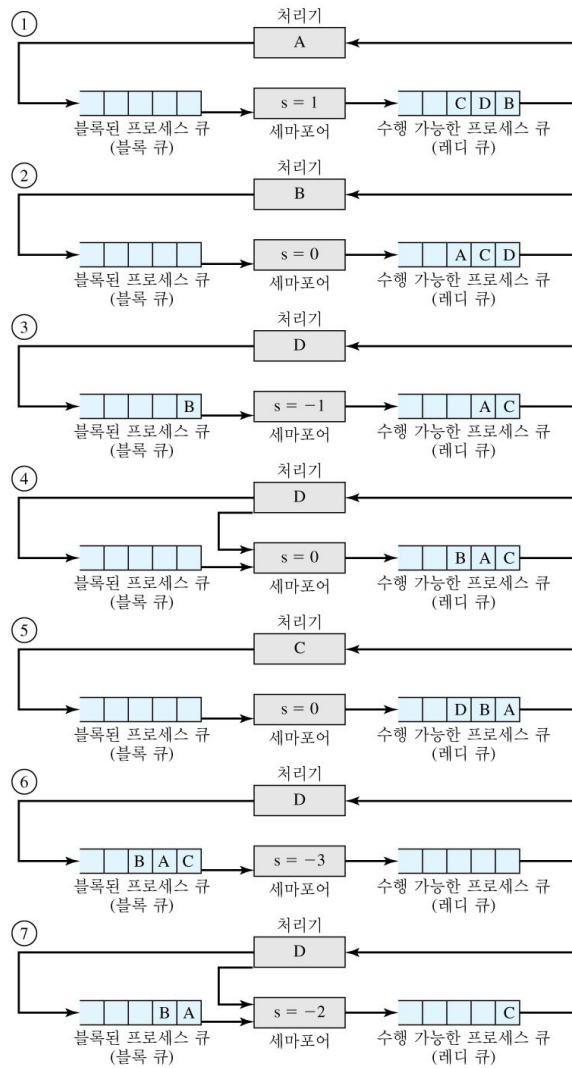 ①
처리기
A
C D B
s = 1
블록된 프로세스 큐
(블록 큐)
세마포어
수행 가능한 프로세스 큐
(레디 큐)
②
처리기
B
s = 0
A C D
블록된 프로세스 큐
(블록 큐)
세마포어
수행 가능한 프로세스 큐
(레디 큐)
③
처리기
D
B
s = −1
A C
블록된 프로세스 큐
(블록 큐)
세마포어
수행 가능한 프로세스 큐
(레디 큐)
④
처리기
D
s = 0
B A C
블록된 프로세스 큐
(블록 큐)
세마포어
수행 가능한 프로세스 큐
(레디 큐)
⑤
처리기
C
s = 0
D B A
블록된 프로세스 큐
(블록 큐)
세마포어
수행 가능한 프로세스 큐
(레디 큐)
⑥
처리기
D
B A C
s = −3
블록된 프로세스 큐
(블록 큐)
세마포어
수행 가능한 프로세스 큐
(레디 큐)
⑦
처리기
D
B A
s = −2
C
블록된 프로세스 큐
(블록 큐)
세마포어
수행 가능한 프로세스 큐
(레디 큐)